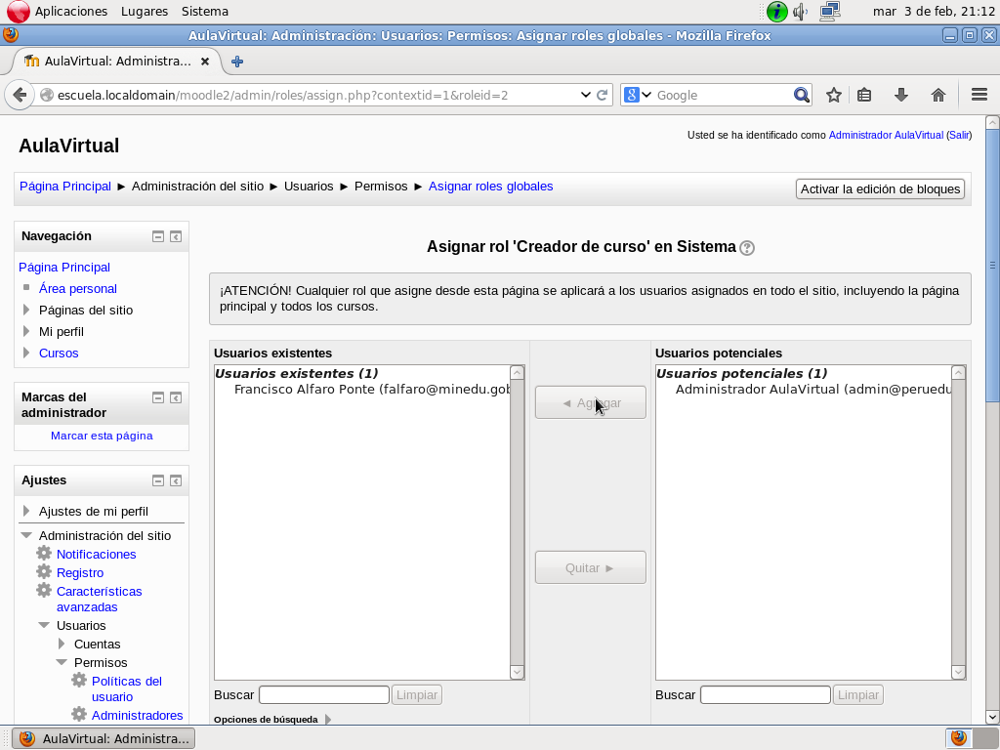 Aplicaciones Lugares Sistema mar 3 de feb, 21:12
AulaVirtual: Administración: Usuarios: Permisos: Asignar roles globales - Mozilla Firefox
AulaVirtual: Administra...
escuela.localdomain/moodle2/admin/roles/assign.php?contextid=1&roleid=2
Google
Usted se ha identificado como Administrador AulaVirtual (Salir)
AulaVirtual
Página Principal ► Administración del sitio ► Usuarios ► Permisos ► Asignar roles globales
Activar la edición de bloques
Navegación
Página Principal
Área personal
Páginas del sitio
Mi perfil
Cursos
Marcas del
administrador
Marcar esta página
Ajustes
Ajustes de mi perfil
Administración del sitio
Notificaciones
Registro
Características
avanzadas
Usuarios
Cuentas
Permisos
Políticas del
usuario
Administradores
Asignar rol 'Creador de curso' en Sistema
¡ATENCIÓN! Cualquier rol que asigne desde esta página se aplicará a los usuarios asignados en todo el sitio, incluyendo la página
principal y todos los cursos.
Usuarios existentes
Usuarios existentes (1)
Francisco Alfaro Ponte (falfaro@minedu.gob
Buscar Limpiar
Opciones de búsqueda
◄ Agregar
Quitar ►
Usuarios potenciales
Usuarios potenciales (1)
Administrador AulaVirtual (admin@peruedu
Buscar Limpiar
AulaVirtual: Administra...